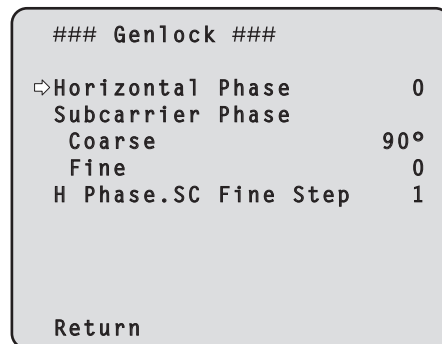 ### Genlock ###
⇨Horizontal Phase 0
Subcarrier Phase
Coarse 90°
Fine 0
H Phase.SC Fine Step 1
Return